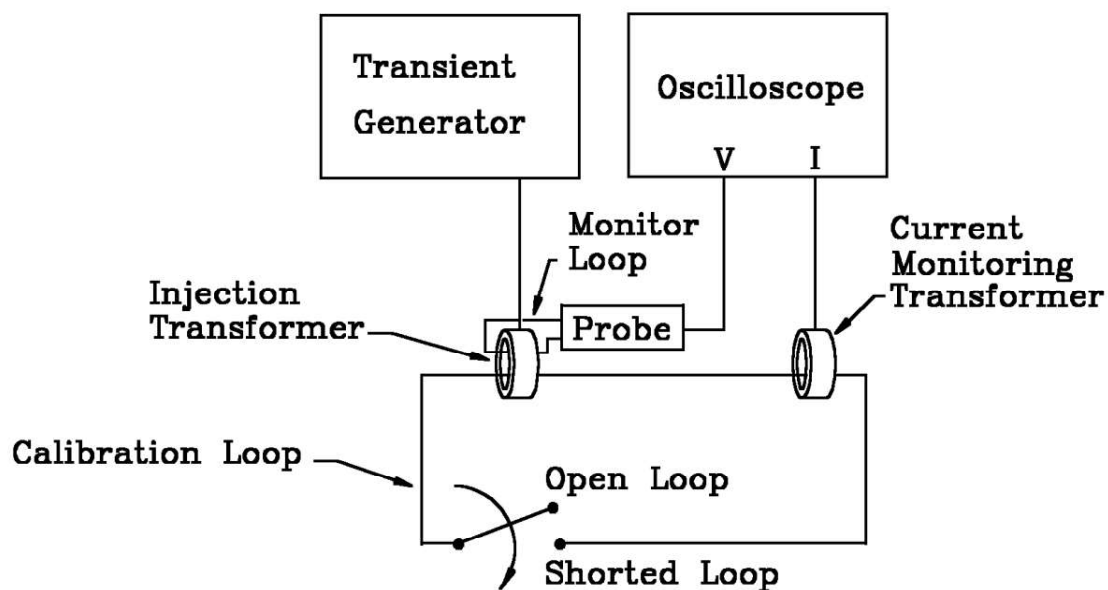 Transient
Generator
Oscilloscope
V I
Monitor
Loop
Current
Monitoring
Transformer
Injection
Transformer
Probe
Calibration Loop
Open Loop
Shorted Loop